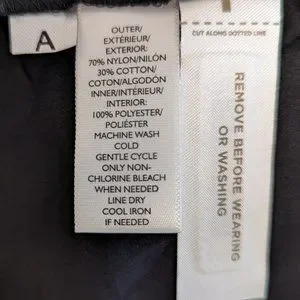 A
OUTER/
EXTÉRIEUR/
EXTERIOR:
70% NYLON/NILÓN
30% COTTON/
COTON/ALGODÓN
INNER/INTÉRIEUR/
INTERIOR:
100% POLYESTER/
POLIÉSTER
MACHINE WASH
COLD
GENTLE CYCLE
ONLY NON-
CHLORINE BLEACH
WHEN NEEDED
LINE DRY
COOL IRON
IF NEEDED
CUT ALONG DOTTED LINE
REMOVE BEFORE WEARING
OR WASHING